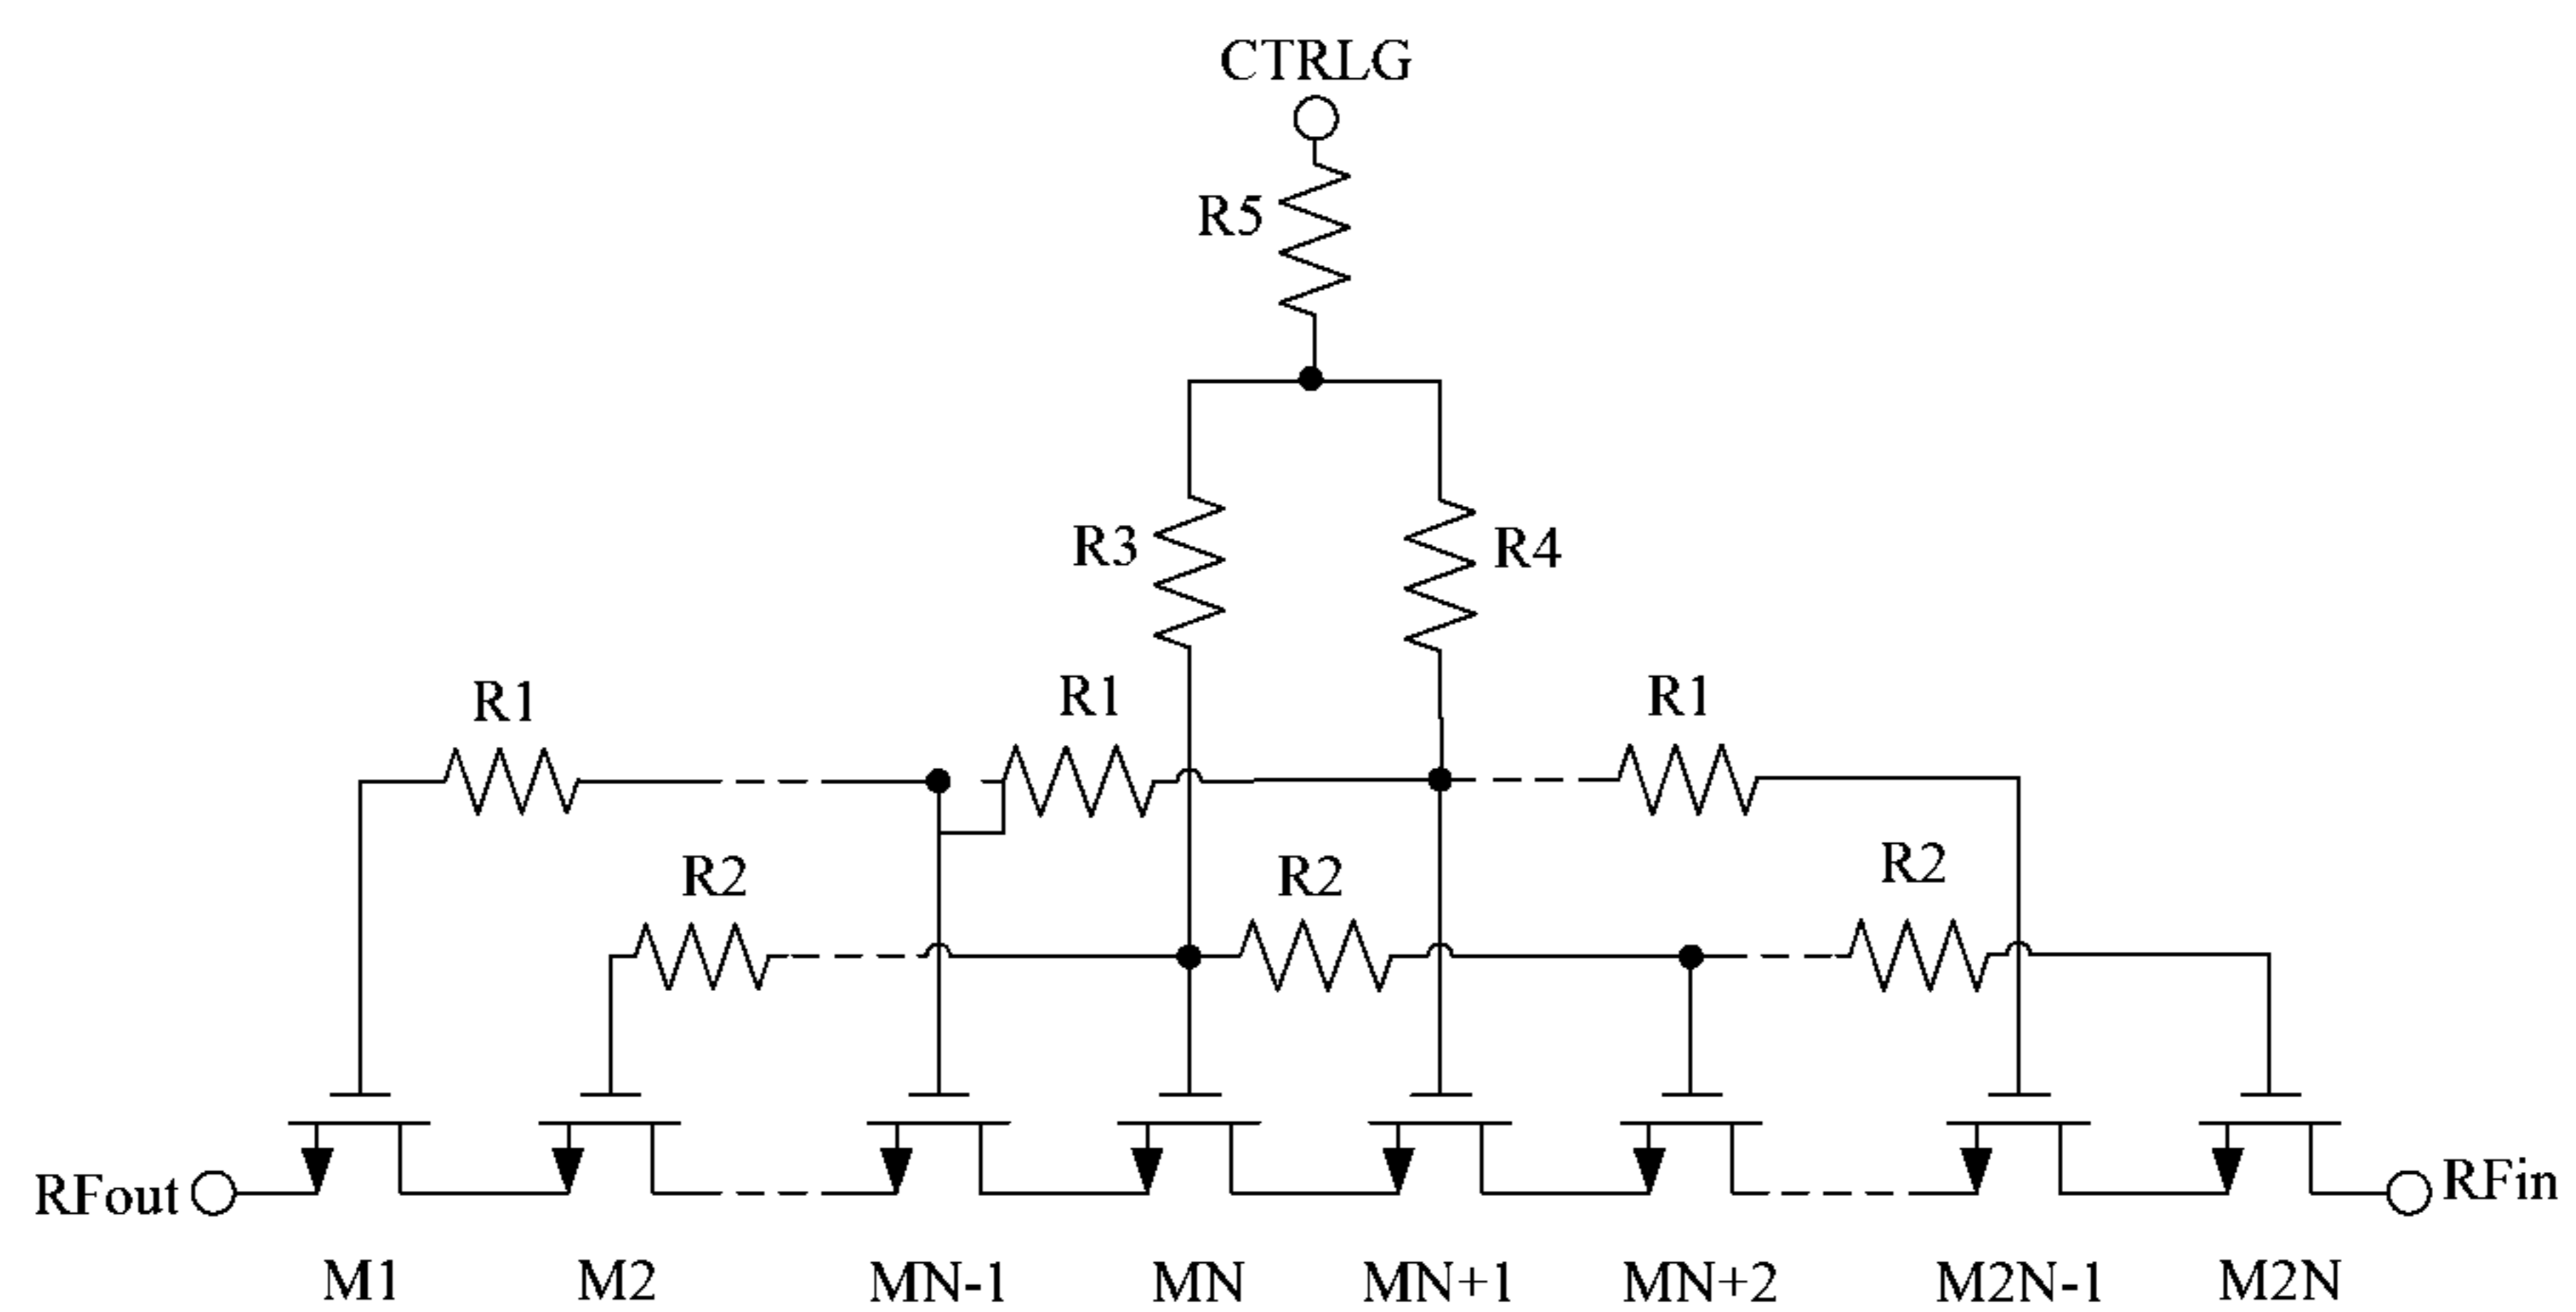 CTRLG
R5
R3
R4
R1
R1
R1
R2
R2
R2
RFout
RFin
M1
M2
MN-1
MN
MN+1
MN+2
M2N-1
M2N